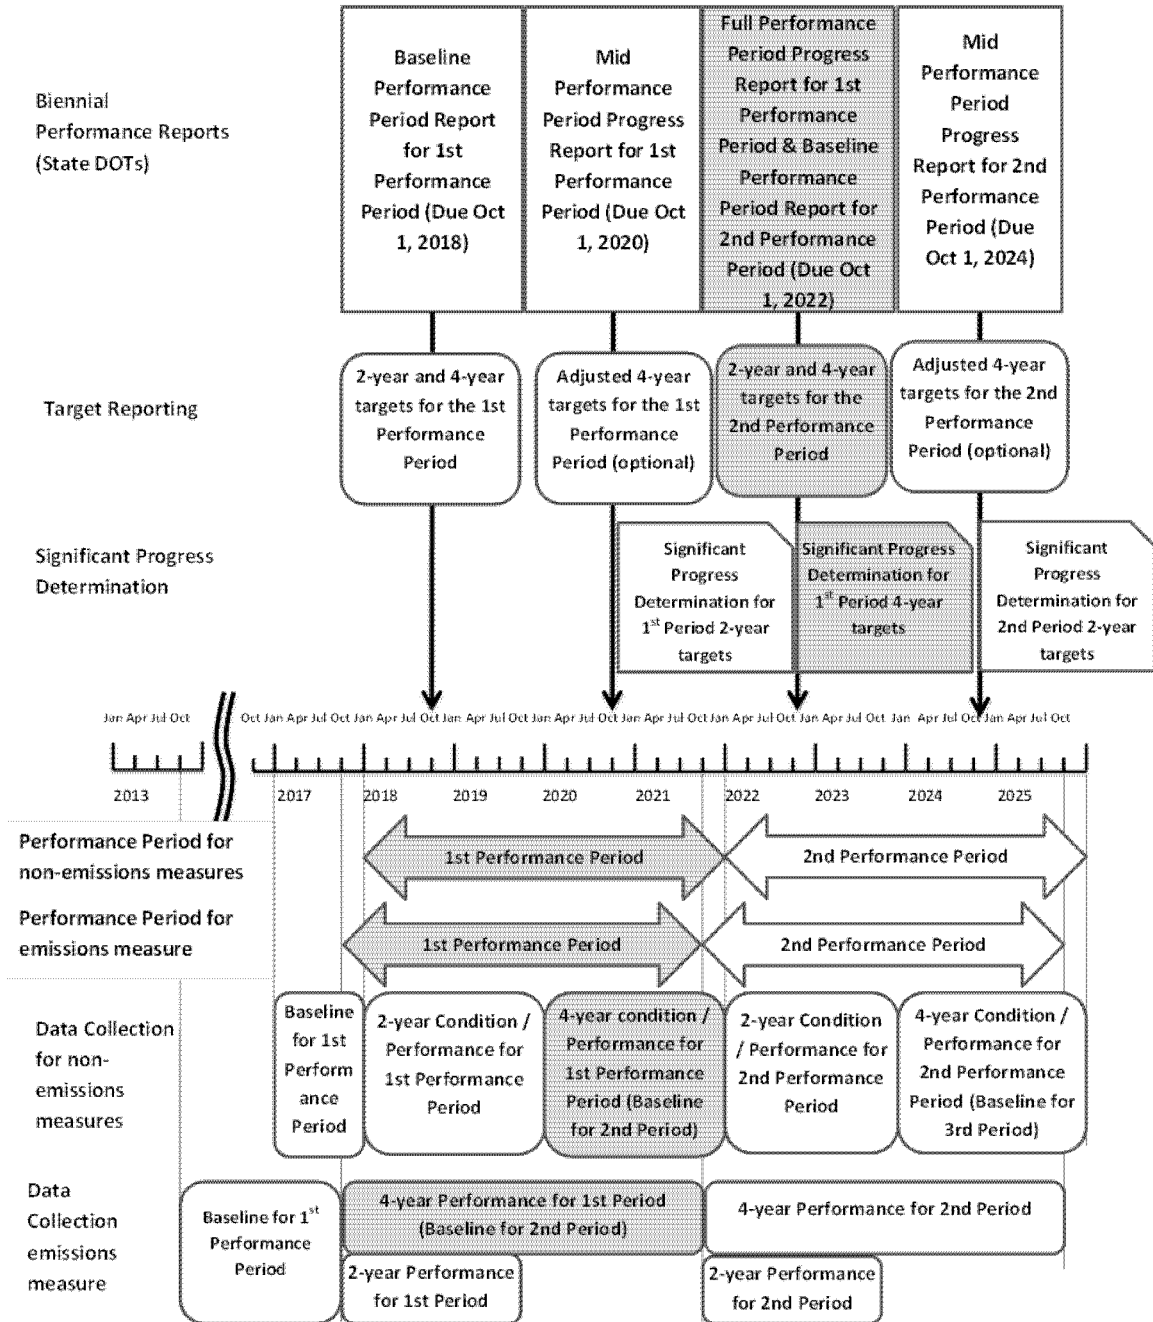 Biennial
Performance Reports
(State DOTs)
Baseline
Performance
Period Report
for 1st
Performance
Period (Due Oct
1, 2018)
Mid
Performance
Period Progress
Report for 1st
Performance
Period (Due Oct
1, 2020)
Full Performance
Period Progress
Report for 1st
Performance
Period & Baseline
Performance
Period Report for
2nd Performance
Period (Due Oct
1, 2022)
Mid
Performance
Period
Progress
Report for 2nd
Performance
Period (Due
Oct 1, 2024)
Target Reporting
2-year and 4-year
targets for the 1st
Performance
Period
Adjusted 4-year
targets for the 1st
Performance
Period (optional)
2-year and 4-year
targets for the
2nd Performance
Period
Adjusted 4-year
targets for the 2nd
Performance
Period (optional)
Significant Progress
Determination
Significant
Progress
Determination for
1st Period 2-year
targets
Significant Progress
Determination for
1st Period 4-year
targets
Significant
Progress
Determination for
2nd Period 2-year
targets
Jan Apr Jul Oct Oct Jan Apr Jul Oct Jan Apr Jul Oct Jan Apr Jul Oct Jan Apr Jul Oct Jan Apr Jul Oct Jan Apr Jul Oct Jan Apr Jul Oct Jan Apr Jul Oct Jan Apr Jul Oct
2013 2017 2018 2019 2020 2021 2022 2023 2024 2025
Performance Period for
non-emissions measures
1st Performance Period
2nd Performance Period
Performance Period for
emissions measure
1st Performance Period
2nd Performance Period
Data Collection
for non-
emissions
measures
Baseline
for 1st
Perform
ance
Period
2-year Condition /
Performance for
1st Performance
Period
4-year condition /
Performance for
1st Performance
Period (Baseline
for 2nd Period)
2-year Condition
/ Performance for
2nd Performance
Period
4-year Condition /
Performance for
2nd Performance
Period (Baseline for
3rd Period)
Data
Collection
emissions
measure
Baseline for 1st
Performance
Period
4-year Performance for 1st Period
(Baseline for 2nd Period)
4-year Performance for 2nd Period
2-year Performance
for 1st Period
2-year Performance
for 2nd Period